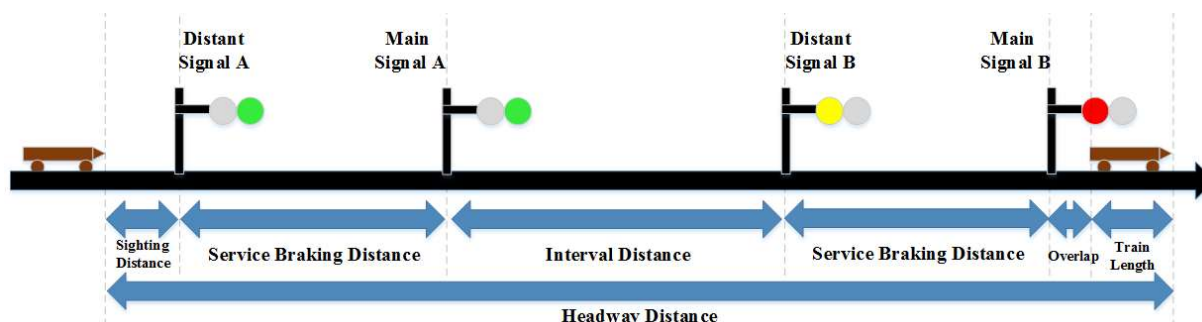 Distant
Signal A
Main
Signal A
Distant
Signal B
Main
Signal B
Sighting
Distance
Service Braking Distance
Interval Distance
Service Braking Distance
Overlap
Train
Length
Headway Distance